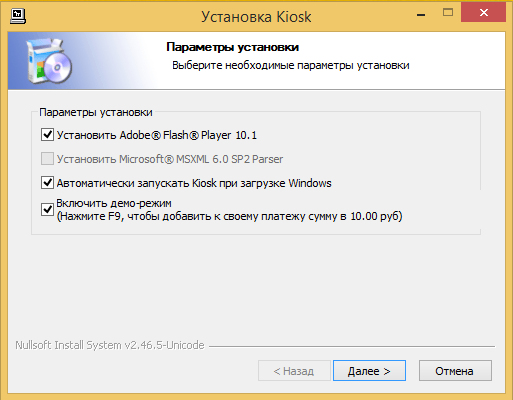 Установка Kiosk
Параметры установки
Выберите необходимые параметры установки
Параметры установки
Установить Adobe® Flash® Player 10.1
Установить Microsoft® MSXML 6.0 SP2 Parser
Автоматически запускать Kiosk при загрузке Windows
Включить демо-режим
(Нажмите F9, чтобы добавить к своему платежу сумму в 10.00 руб)
Nullsoft Install System v2.46.5-Unicode
< Назад
Далее >
Отмена